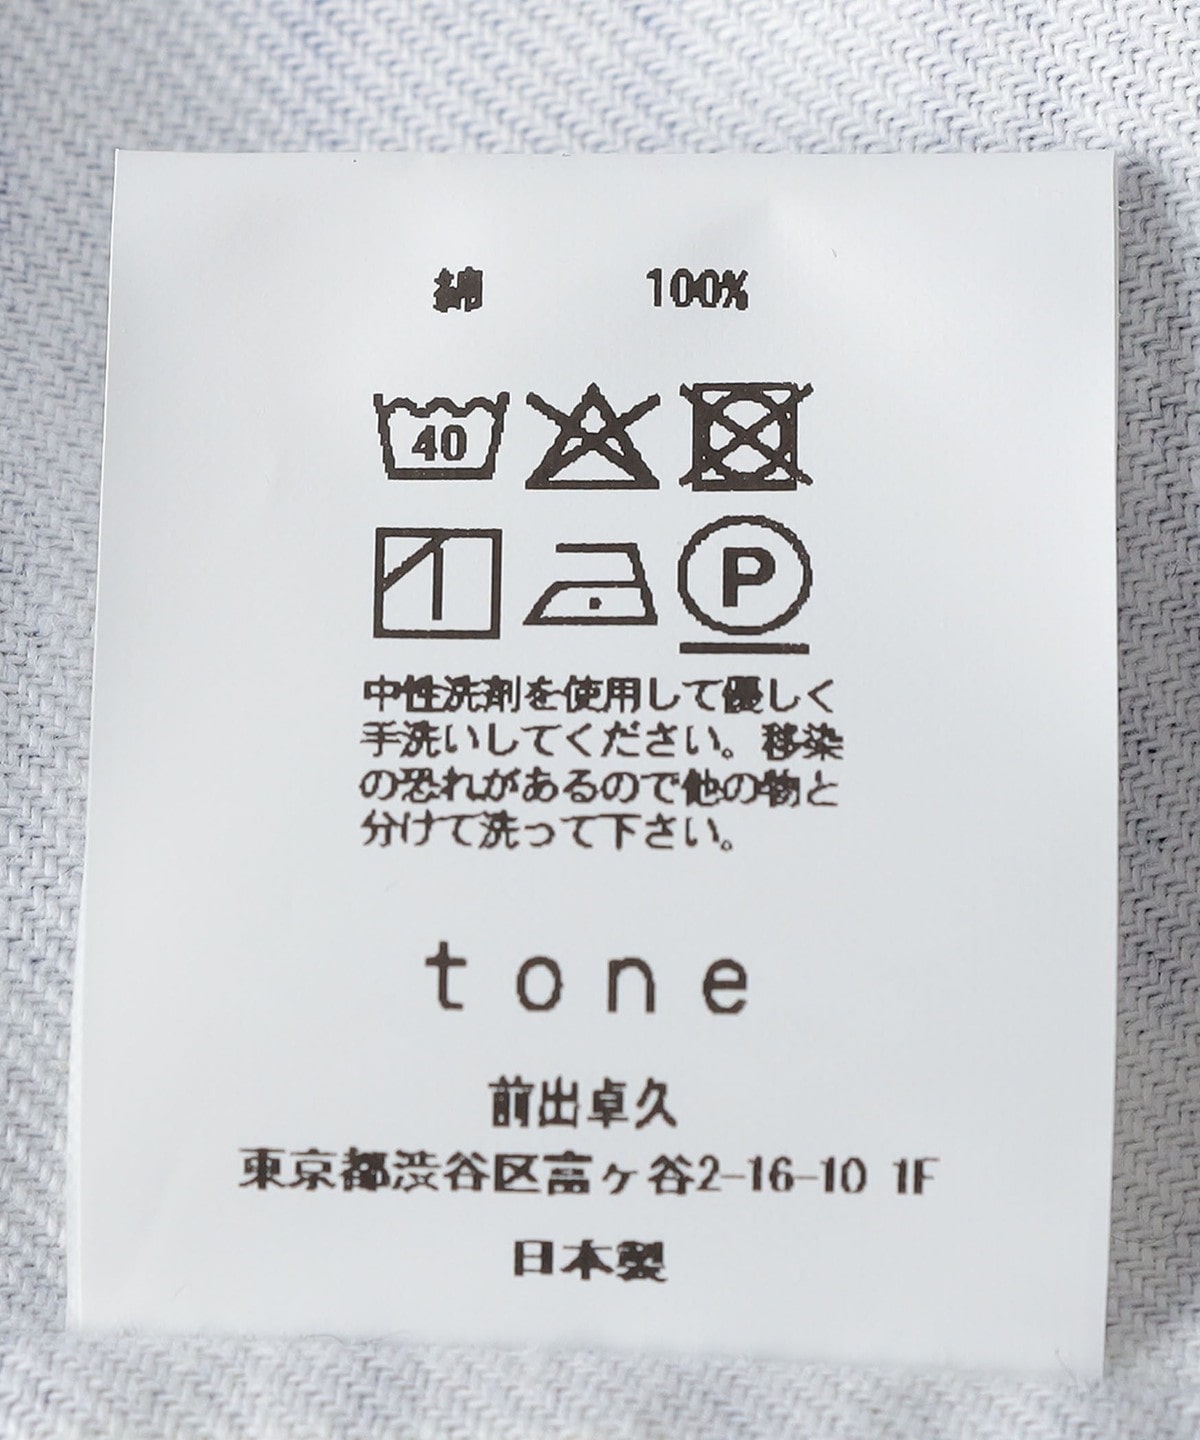 綿 100%
40
P
中性洗剤を使用して優しく
手洗いしてください。移染
の恐れがあるので他の物と
分けて洗って下さい。
tone
前出卓久
東京都渋谷区富ヶ谷2-16-10 1F
日本製